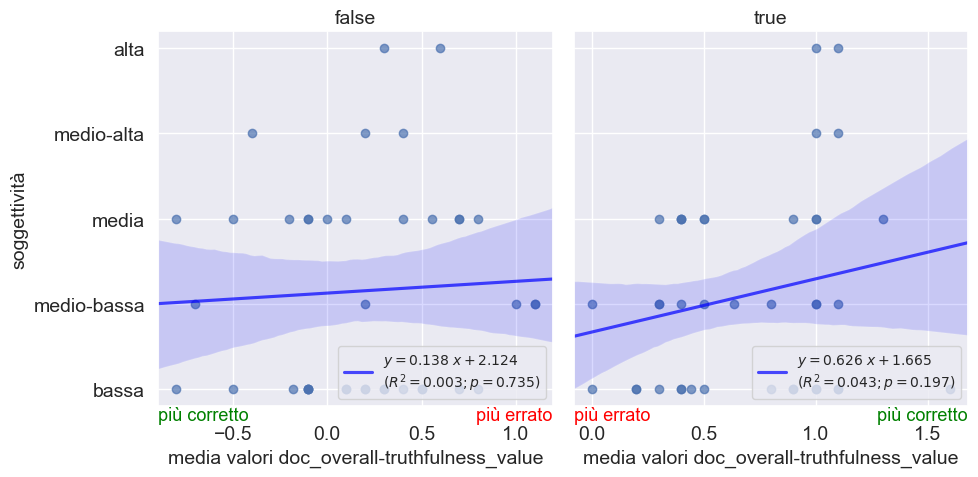 false
true
alta
medio-alta
media
medio-bassa
bassa
soggettività
y = 0.138 x + 2.124
(R² = 0.003; p = 0.735)
y = 0.626 x + 1.665
(R² = 0.043; p = 0.197)
più corretto
più errato
più errato
più corretto
−0.5 0.0 0.5 1.0
0.0 0.5 1.0 1.5
media valori doc_overall-truthfulness_value
media valori doc_overall-truthfulness_value